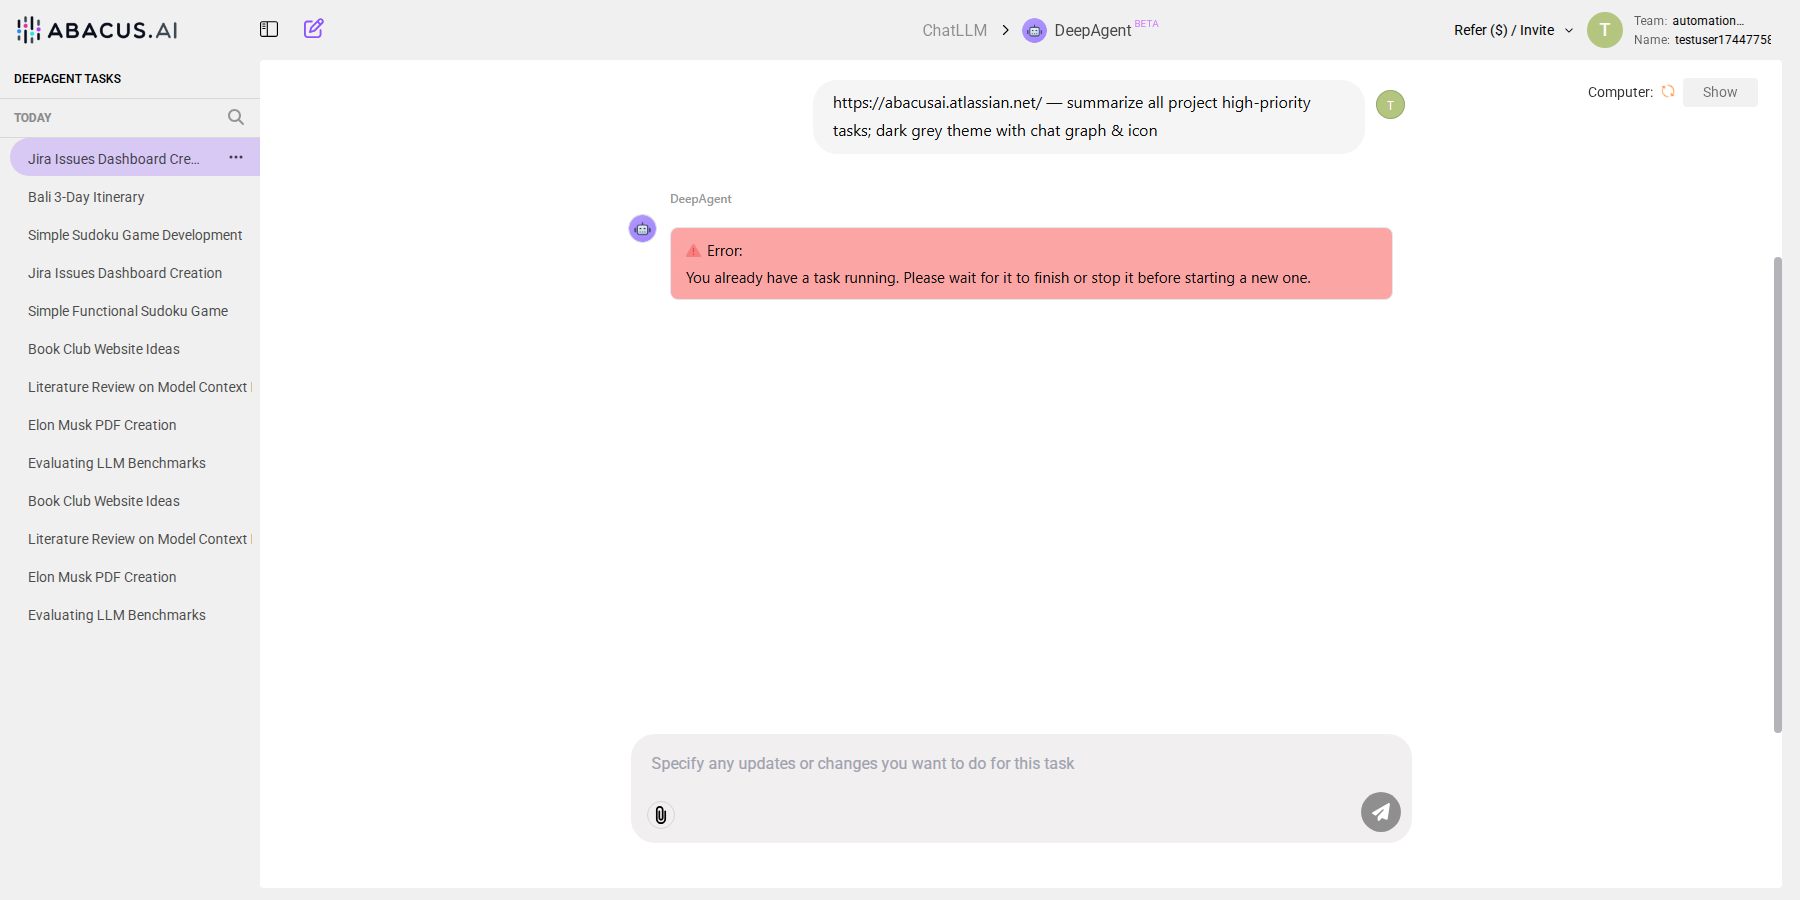 ABACUS.AI
ChatLLM
DeepAgent BETA
Refer ($) / Invite
T
Team: automation...
Name: testuser17447758
DEEPAGENT TASKS
TODAY
Jira Issues Dashboard Cre...
Bali 3-Day Itinerary
Simple Sudoku Game Development
Jira Issues Dashboard Creation
Simple Functional Sudoku Game
Book Club Website Ideas
Literature Review on Model Context
Elon Musk PDF Creation
Evaluating LLM Benchmarks
Book Club Website Ideas
Literature Review on Model Context
Elon Musk PDF Creation
Evaluating LLM Benchmarks
Computer:
Show
https://abacusai.atlassian.net/ — summarize all project high-priority
tasks; dark grey theme with chat graph & icon
T
DeepAgent
Error:
You already have a task running. Please wait for it to finish or stop it before starting a new one.
Specify any updates or changes you want to do for this task